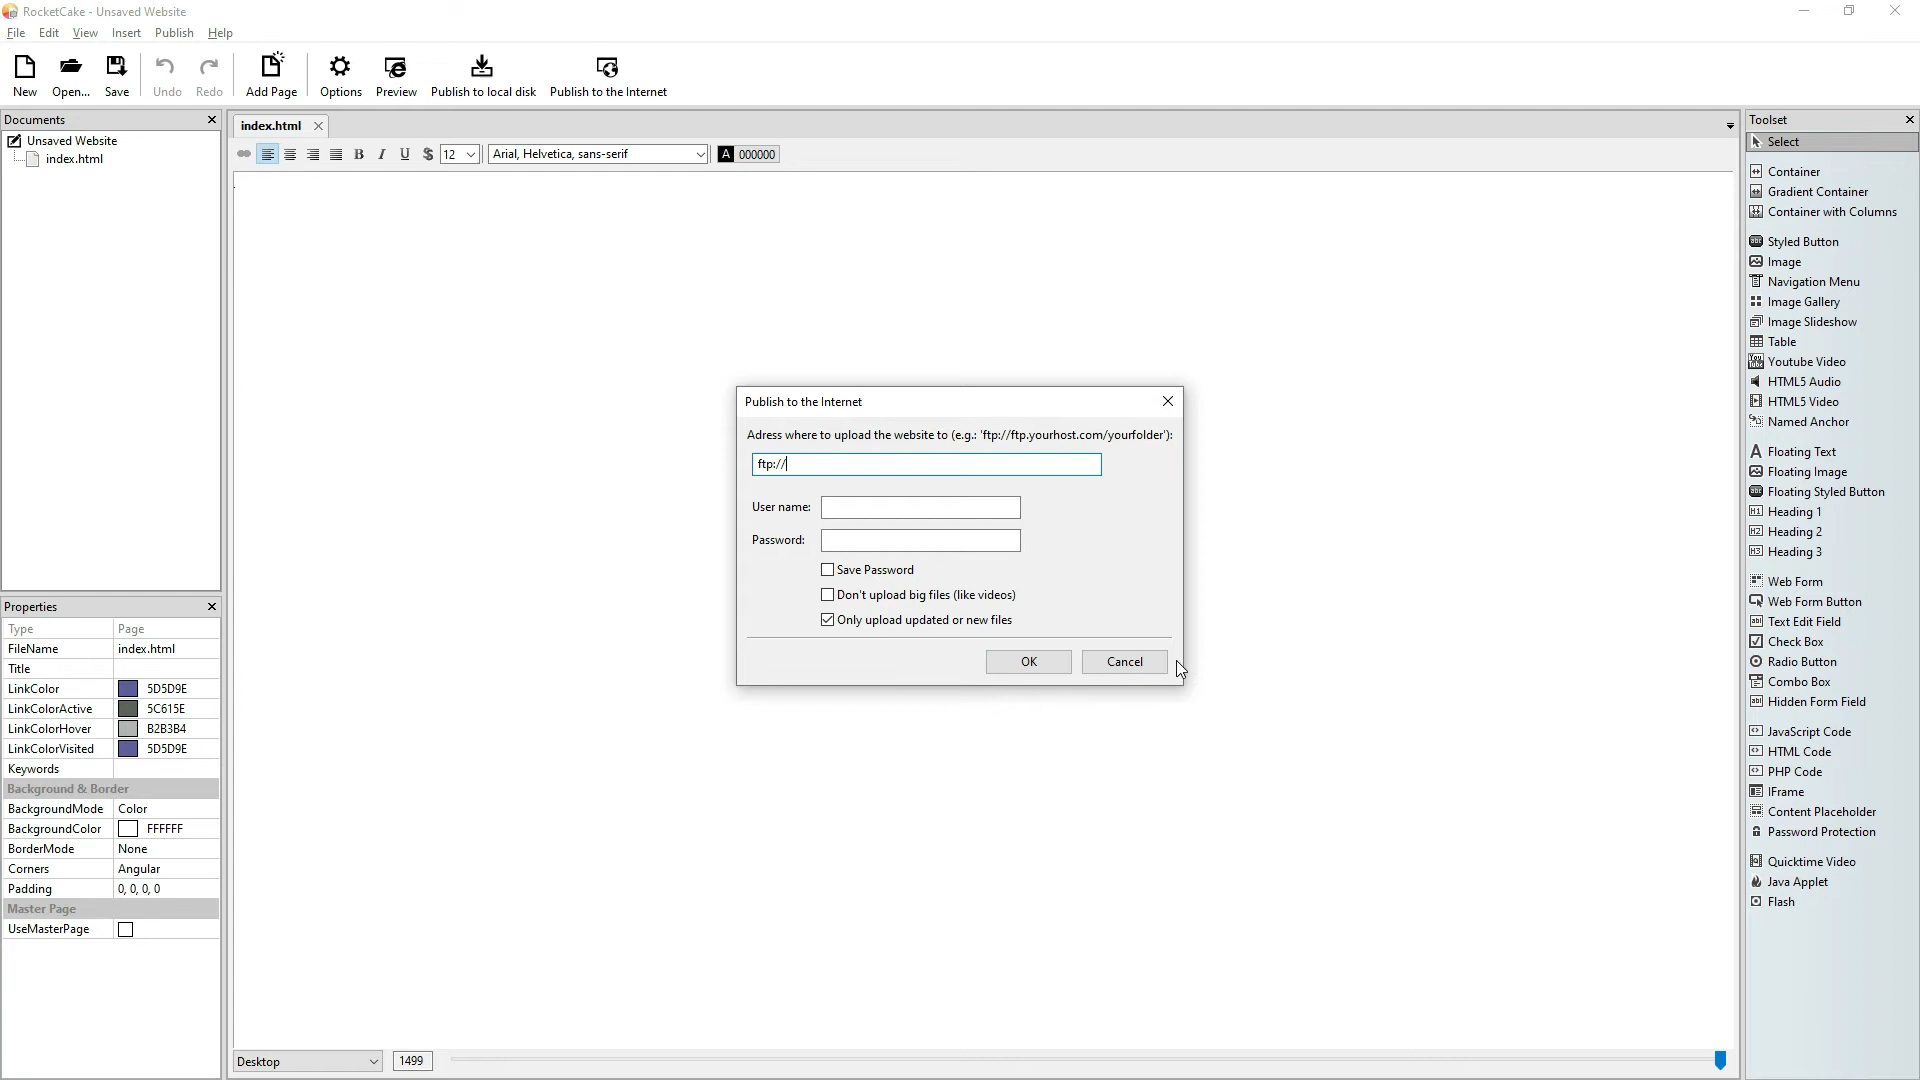 RocketCake - Unsaved Website
File Edit View Insert Publish Help
New Open... Save Undo Redo Add Page Options Preview Publish to local disk Publish to the Internet
Documents
Unsaved Website
index.html
index.html
12 Arial, Helvetica, sans-serif A 000000
Publish to the Internet
Adress where to upload the website to (e.g.: 'ftp://ftp.yourhost.com/yourfolder'):
ftp://
User name:
Password:
Save Password
Don't upload big files (like videos)
Only upload updated or new files
OK Cancel
Properties
Type Page
FileName index.html
Title
LinkColor 5D5D9E
LinkColorActive 5C615E
LinkColorHover B2B3B4
LinkColorVisited 5D5D9E
Keywords
Background & Border
BackgroundMode Color
BackgroundColor FFFFFF
BorderMode None
Corners Angular
Padding 0, 0, 0, 0
Master Page
UseMasterPage
Desktop 1499
Toolset
Select
Container
Gradient Container
Container with Columns
Styled Button
Image
Navigation Menu
Image Gallery
Image Slideshow
Table
Youtube Video
HTML5 Audio
HTML5 Video
Named Anchor
Floating Text
Floating Image
Floating Styled Button
Heading 1
Heading 2
Heading 3
Web Form
Web Form Button
Text Edit Field
Check Box
Radio Button
Combo Box
Hidden Form Field
JavaScript Code
HTML Code
PHP Code
IFrame
Content Placeholder
Password Protection
Quicktime Video
Java Applet
Flash